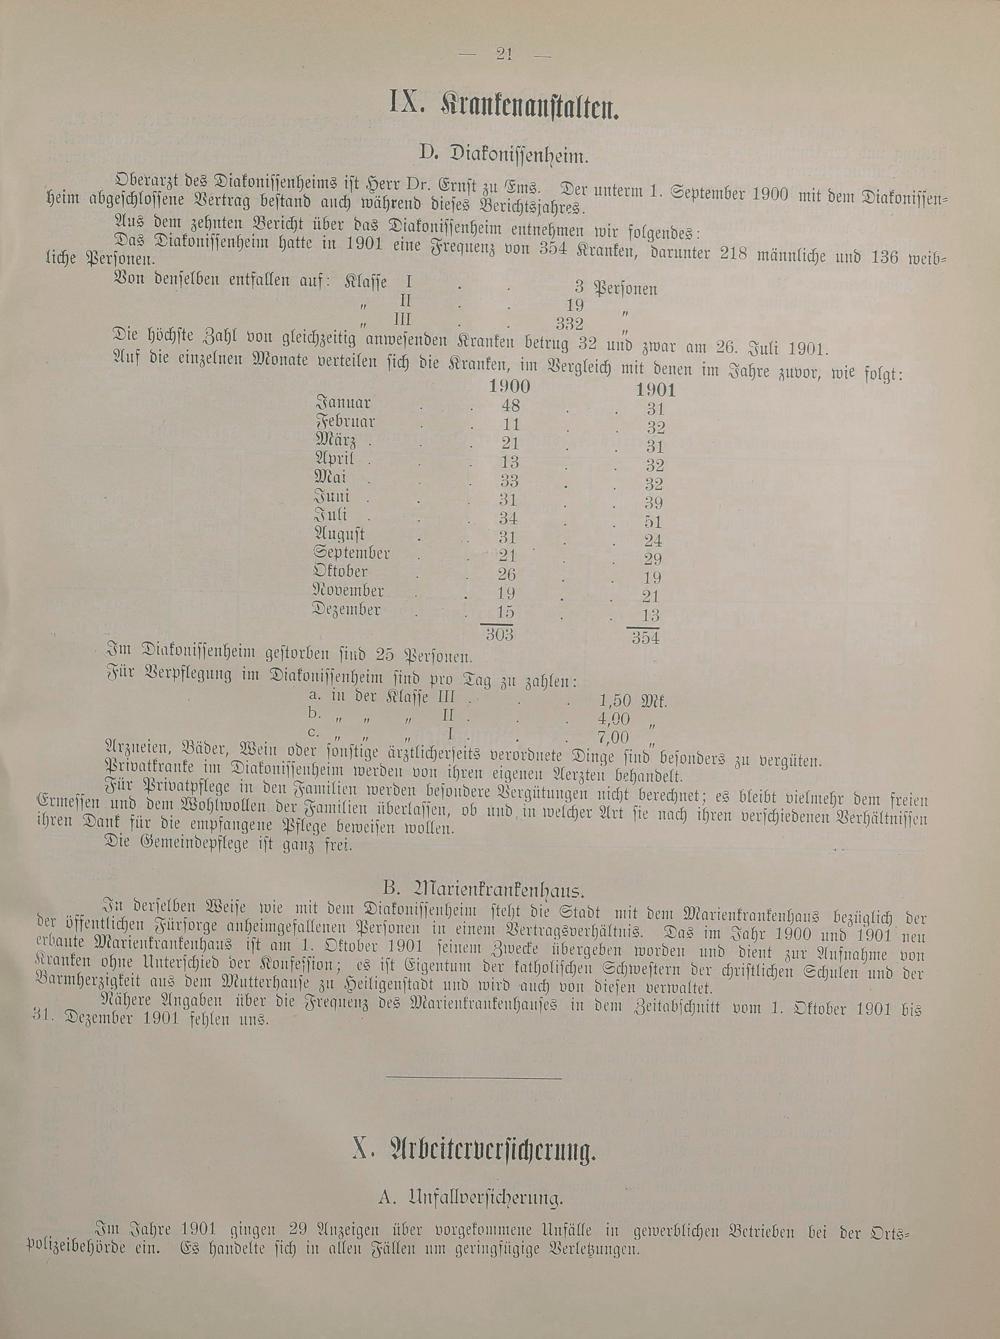 — 21 —
IX. Krankenanstalten.
D. Diakonissenheim.
Oberarzt des Diakonissenheims ist Herr Dr. Ernst zu Ems. Der unterm 1. September 1900 mit dem Diakonissen-
heim abgeschlossene Vertrag bestand auch während dieses Berichtsjahres.
Aus dem zehnten Bericht über das Diakonissenheim entnehmen wir folgendes:
Das Diakonissenheim hatte in 1901 eine Frequenz von 354 Kranken, darunter 218 männliche und 136 weib-
liche Personen.
Von denselben entfallen auf: Klasse I . . 3 Personen
„ II . . 19 „
„ III . . 332 „
Die höchste Zahl von gleichzeitig anwesenden Kranken betrug 32 und zwar am 26. Juli 1901.
Auf die einzelnen Monate verteilen sich die Kranken, im Vergleich mit denen im Jahre zuvor, wie folgt:
1900 1901
Januar . . 48 . . 31
Februar . . 11 . . 32
März . . . 21 . . 31
April . . . 13 . . 32
Mai . . . 33 . . 32
Juni . . . 31 . . 39
Juli . . . 34 . . 51
August . . 31 . . 24
September . . 21 . . 29
Oktober . . 26 . . 19
November . . 19 . . 21
Dezember . . 15 . . 13
303 354
Im Diakonissenheim gestorben sind 25 Personen.
Für Verpflegung im Diakonissenheim sind pro Tag zu zahlen:
a. in der Klasse III . . . 1,50 Mk.
b. „ „ „ II . . . 4,00 „
c. „ „ „ I . . . 7,00 „
Arzneien, Bäder, Wein oder sonstige ärztlicherseits verordnete Dinge sind besonders zu vergüten.
Privatkranke im Diakonissenheim werden von ihren eigenen Aerzten behandelt.
Für Privatpflege in den Familien werden besondere Vergütungen nicht berechnet; es bleibt vielmehr dem freien
Ermessen und dem Wohlwollen der Familien überlassen, ob und in welcher Art sie nach ihren verschiedenen Verhältnissen
ihren Dank für die empfangene Pflege beweisen wollen.
Die Gemeindepflege ist ganz frei.
B. Marienkrankenhaus.
In derselben Weise wie mit dem Diakonissenheim steht die Stadt mit dem Marienkrankenhaus bezüglich der
der öffentlichen Fürsorge anheimgefallenen Personen in einem Vertragsverhältnis. Das im Jahr 1900 und 1901 neu
erbaute Marienkrankenhaus ist am 1. Oktober 1901 seinem Zwecke übergeben worden und dient zur Aufnahme von
Kranken ohne Unterschied der Konfession; es ist Eigentum der katholischen Schwestern der christlichen Schulen und der
Barmherzigkeit aus dem Mutterhause zu Heiligenstadt und wird auch von diesen verwaltet.
Nähere Angaben über die Frequenz des Marienkrankenhauses in dem Zeitabschnitt vom 1. Oktober 1901 bis
31. Dezember 1901 fehlen uns.
X. Arbeiterversicherung.
A. Unfallversicherung.
Im Jahre 1901 gingen 29 Anzeigen über vorgekommene Unfälle in gewerblichen Betrieben bei der Orts-
polizeibehörde ein. Es handelte sich in allen Fällen um geringfügige Verletzungen.